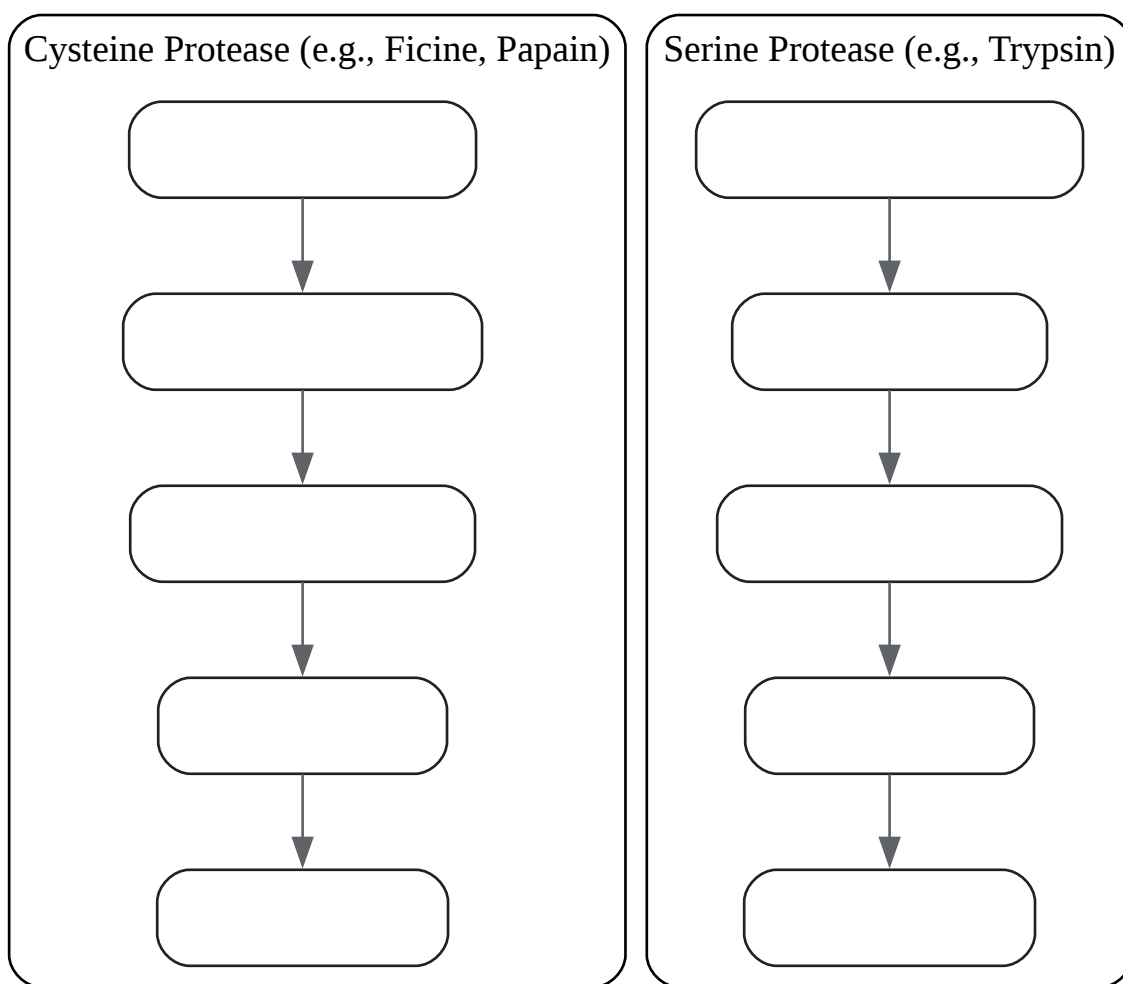 Cysteine Protease (e.g., Ficine, Papain)
Serine Protease (e.g., Trypsin)